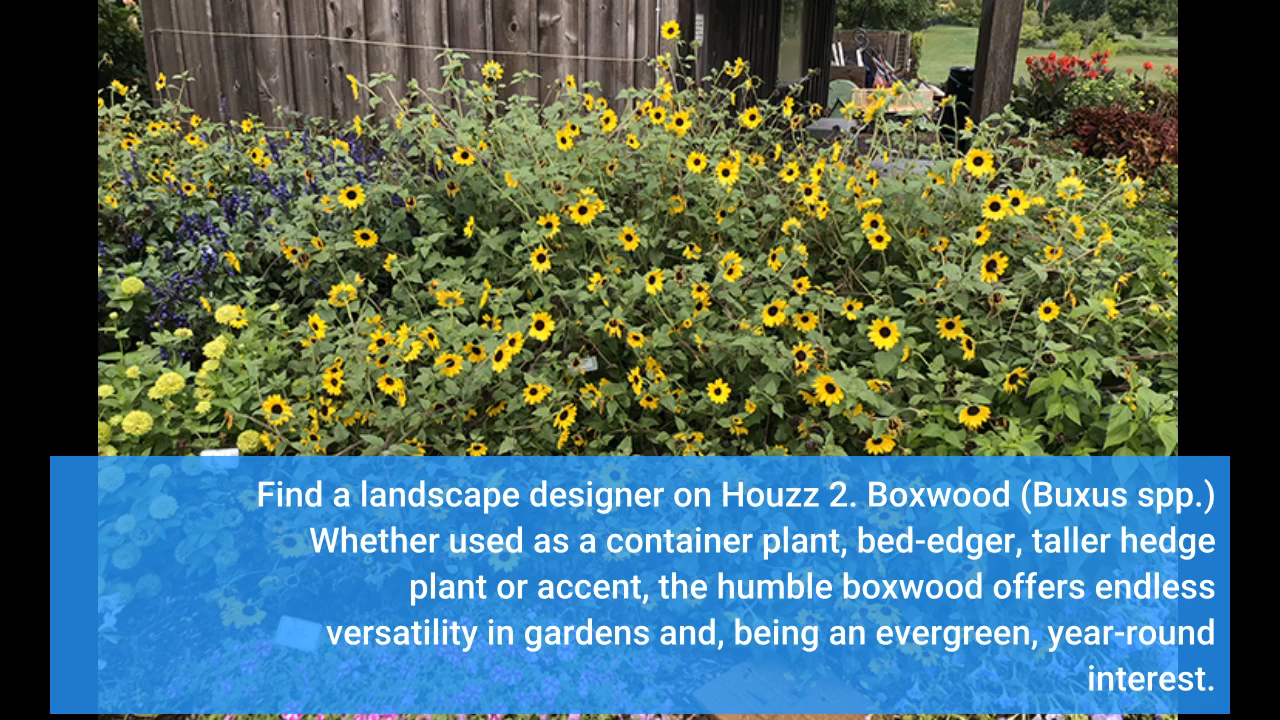 Find a landscape designer on Houzz 2. Boxwood (Buxus spp.)
Whether used as a container plant, bed-edger, taller hedge
plant or accent, the humble boxwood offers endless
versatility in gardens and, being an evergreen, year-round
interest.